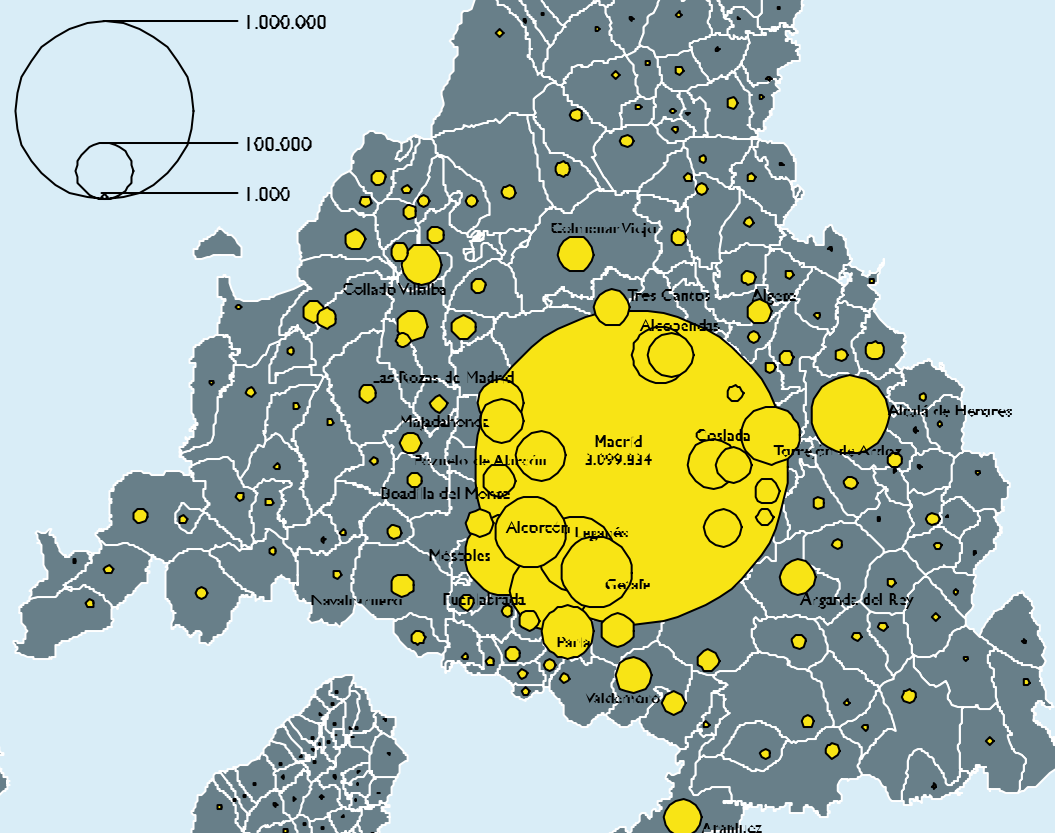 1.000.000
100.000
1.000
Colmenar Viejo
Collado Villalba
Tres Cantos
Algete
Alcobendas
Las Rozas de Madrid
Majadahonda
Alcalá de Henares
Madrid
3.099.834
Coslada
Torrejón de Ardoz
Pozuelo de Alarcón
Boadilla del Monte
Alcorcón
Leganés
Móstoles
Getafe
Navalcarnero
Fuenlabrada
Arganda del Rey
Parla
Valdemoro
Aranjuez